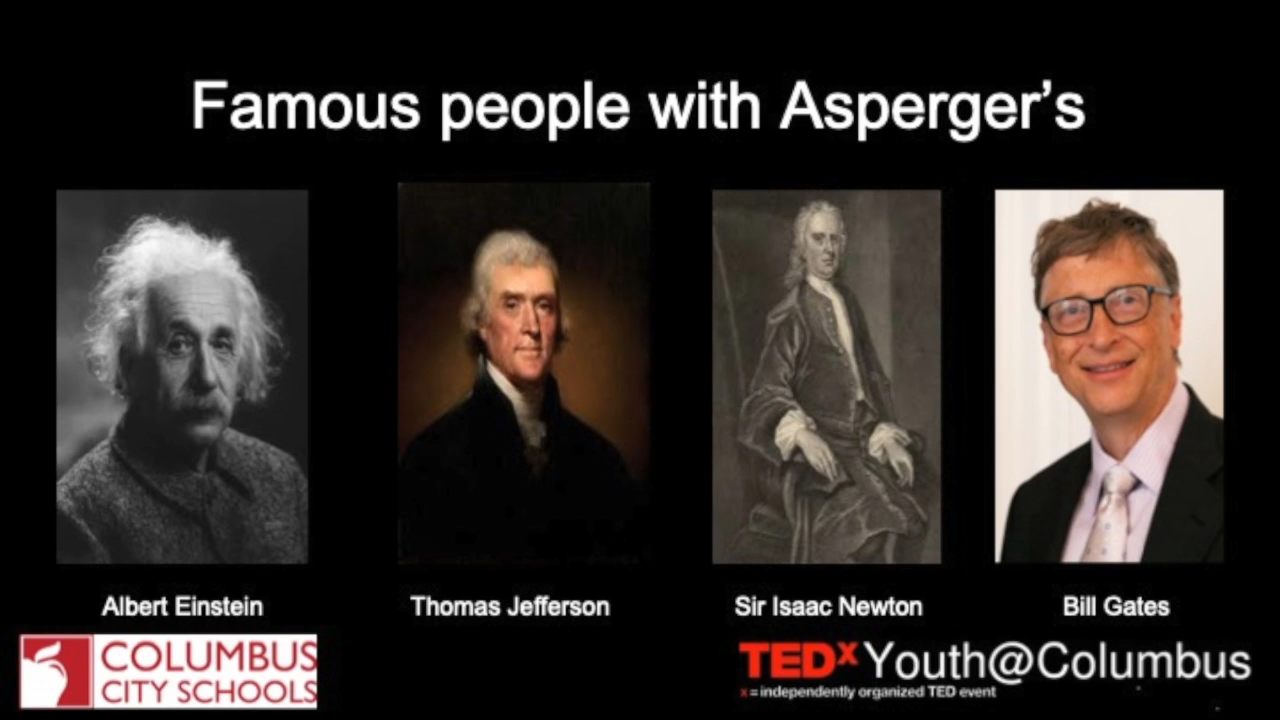 Famous people with Asperger's
Albert Einstein
Thomas Jefferson
Sir Isaac Newton
Bill Gates
COLUMBUS
CITY SCHOOLS
TEDx Youth@Columbus
x = independently organized TED event